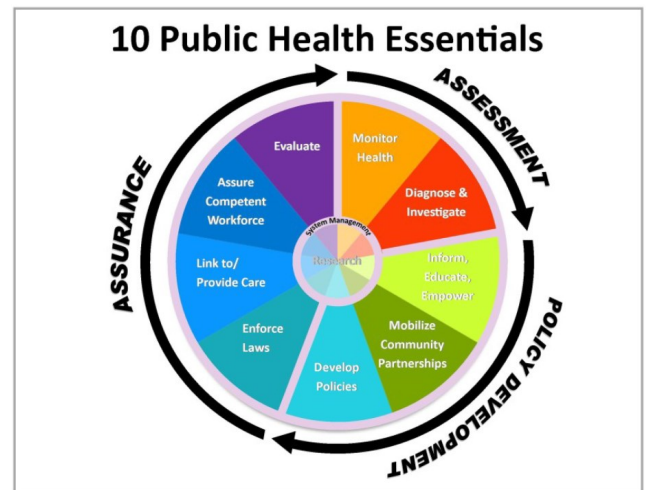 10 Public Health Essentials
ASSESSMENT
POLICY DEVELOPMENT
ASSURANCE
Monitor
Health
Diagnose &
Investigate
Inform,
Educate,
Empower
Mobilize
Community
Partnerships
Develop
Policies
Enforce
Laws
Link to/
Provide Care
Assure
Competent
Workforce
Evaluate
System Management
Research